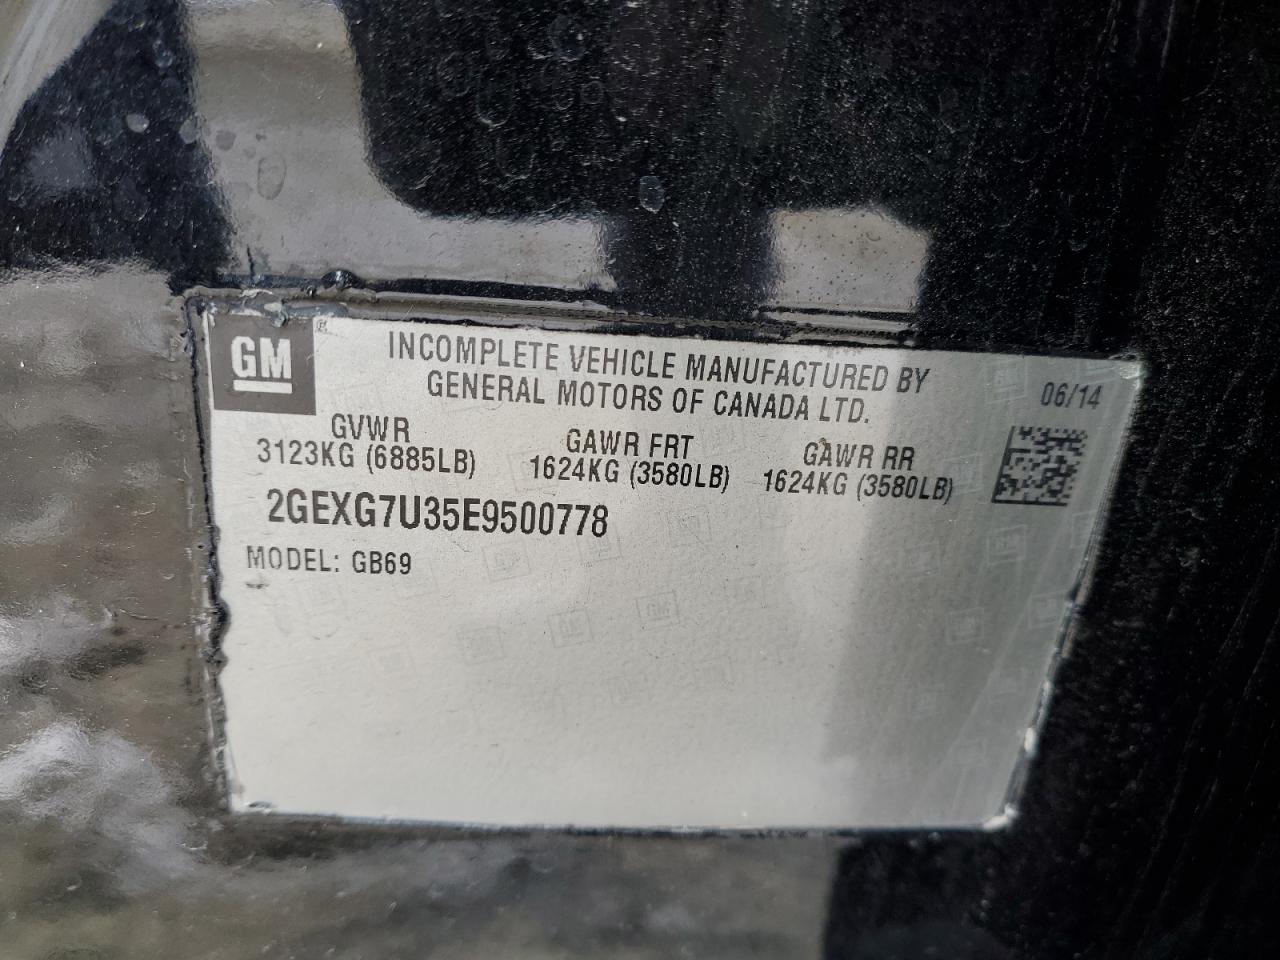 GM
INCOMPLETE VEHICLE MANUFACTURED BY
GENERAL MOTORS OF CANADA LTD.
06/14
GVWR GAWR FRT GAWR RR
3123KG (6885LB) 1624KG (3580LB) 1624KG (3580LB)
2GEXG7U35E9500778
MODEL: GB69